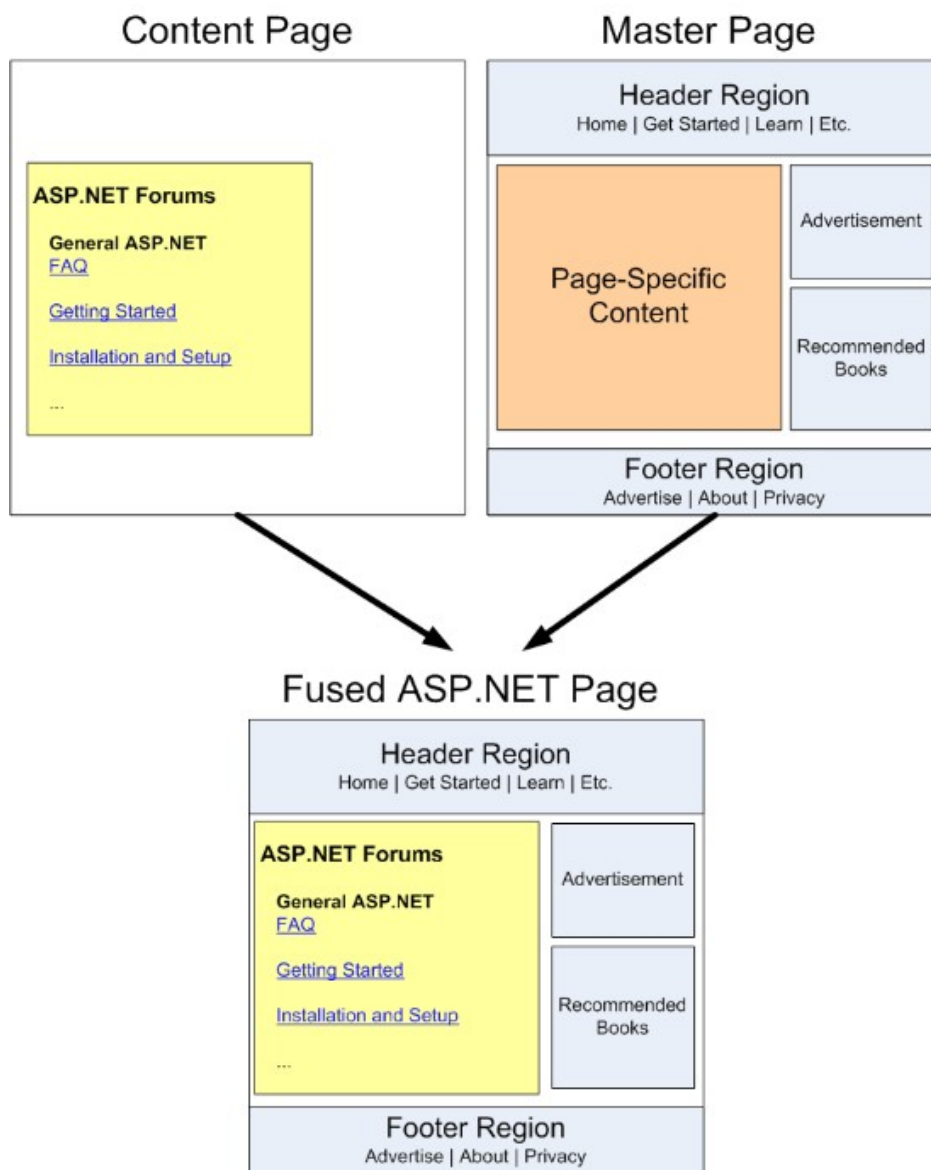 Content Page
ASP.NET Forums
General ASP.NET
FAQ
Getting Started
Installation and Setup
...
Master Page
Header Region
Home | Get Started | Learn | Etc.
Page-Specific
Content
Advertisement
Recommended
Books
Footer Region
Advertise | About | Privacy
Fused ASP.NET Page
Header Region
Home | Get Started | Learn | Etc.
ASP.NET Forums
General ASP.NET
FAQ
Getting Started
Installation and Setup
...
Advertisement
Recommended
Books
Footer Region
Advertise | About | Privacy